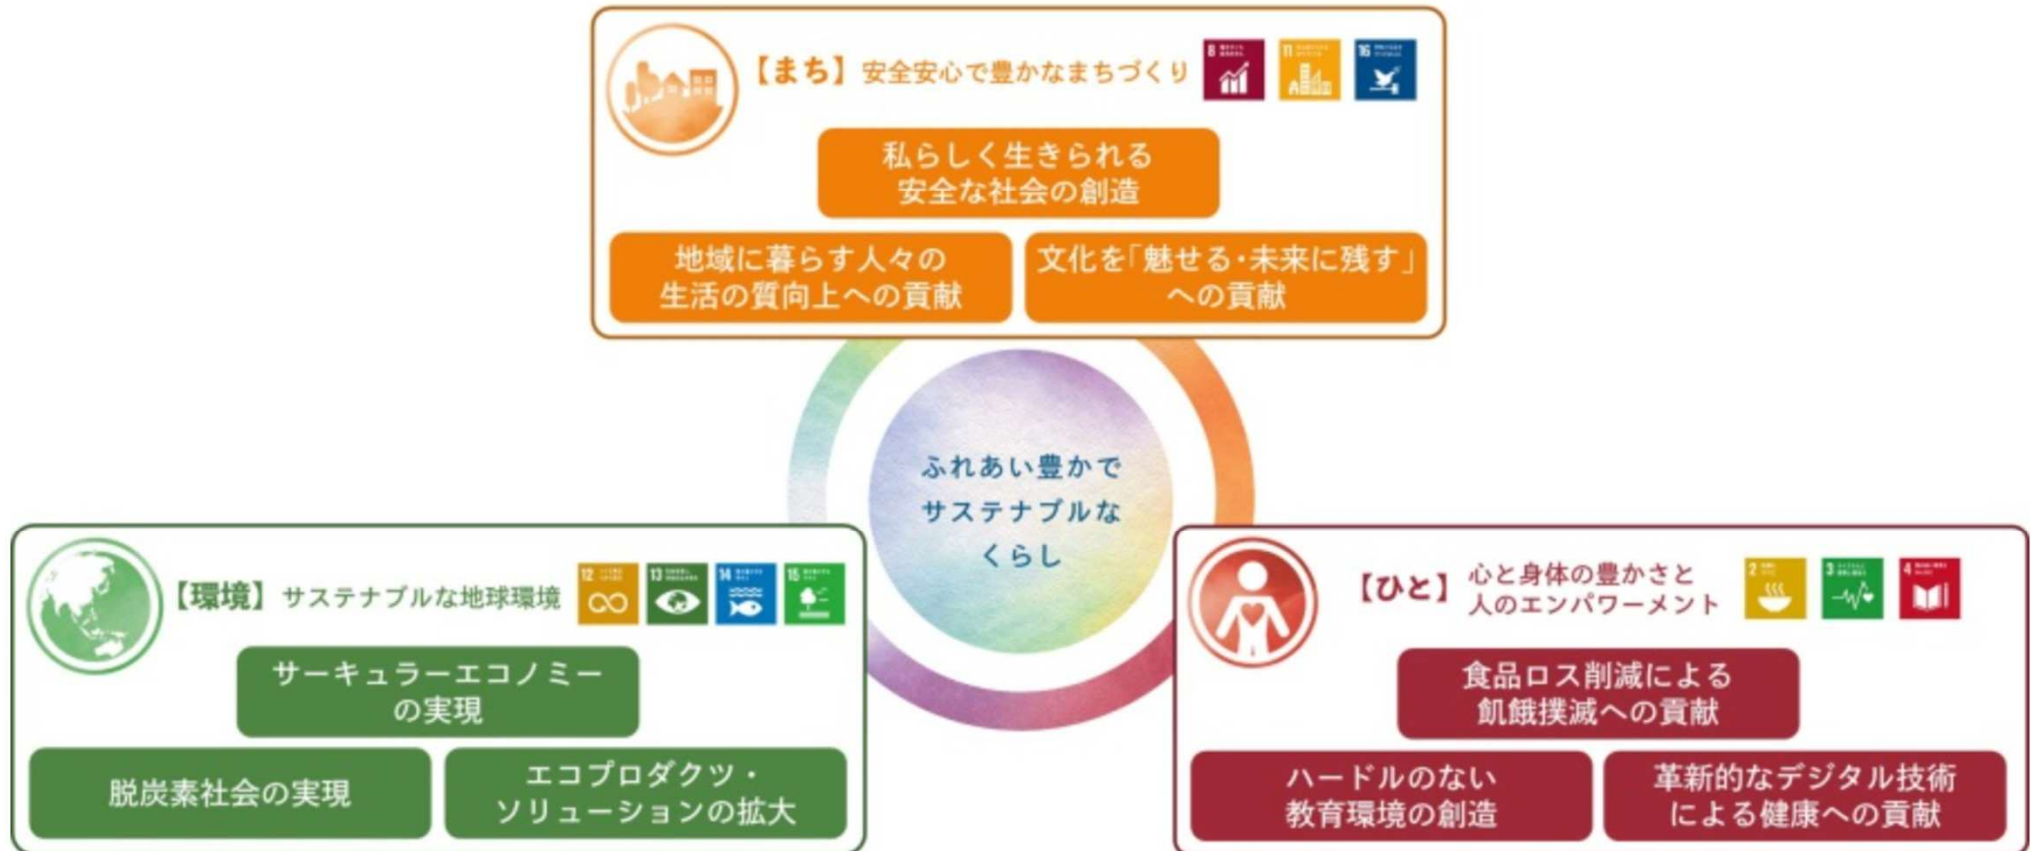 【まち】安全安心で豊かなまちづくり
8
11
16
私らしく生きられる
安全な社会の創造
地域に暮らす人々の
生活の質向上への貢献
文化を「魅せる・未来に残す」
への貢献
ふれあい豊かで
サステナブルな
くらし
【環境】サステナブルな地球環境
12
13
14
15
サーキュラーエコノミー
の実現
脱炭素社会の実現
エコプロダクツ・
ソリューションの拡大
【ひと】
心と身体の豊かさと
人のエンパワーメント
2
3
4
食品ロス削減による
飢餓撲滅への貢献
ハードルのない
教育環境の創造
革新的なデジタル技術
による健康への貢献